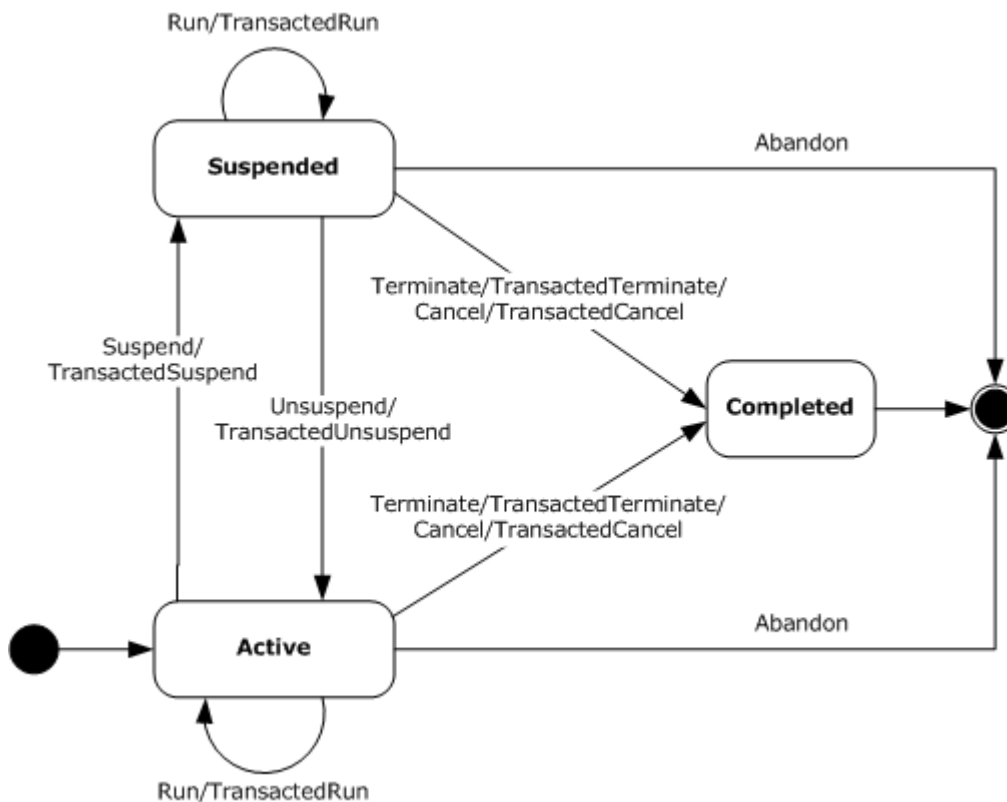 Run/TransactedRun
Suspended
Abandon
Terminate/TransactedTerminate/
Cancel/TransactedCancel
Suspend/
TransactedSuspend
Unsuspend/
TransactedUnsuspend
Completed
Terminate/TransactedTerminate/
Cancel/TransactedCancel
Active
Abandon
Run/TransactedRun